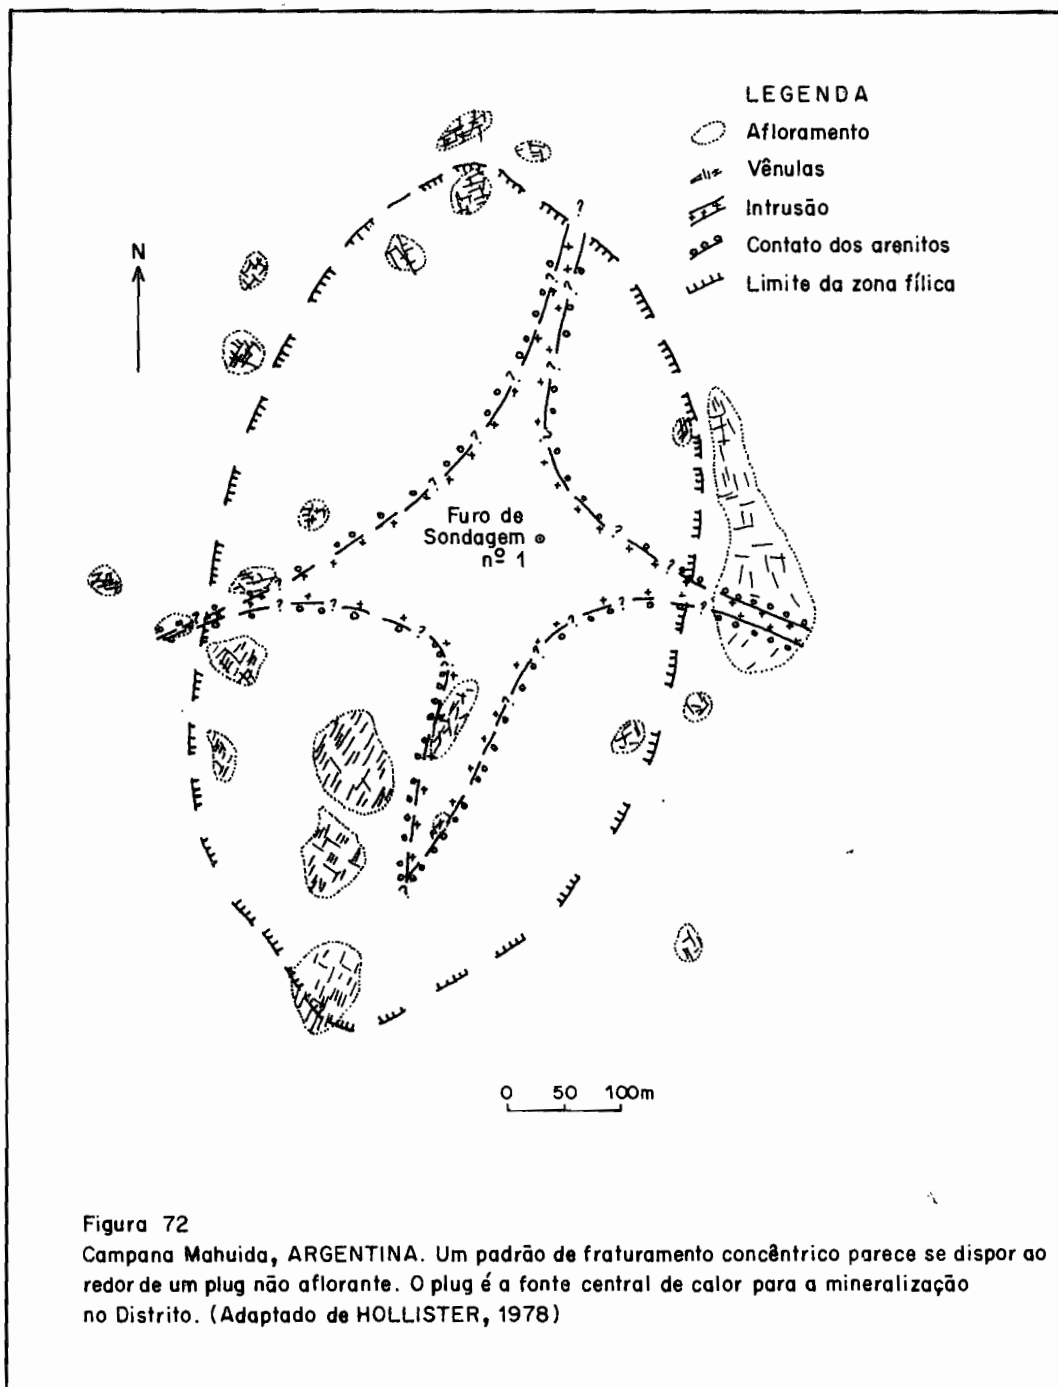 LEGENDA
Afloramento
Vênulas
Intrusão
Contato dos arenitos
Limite da zona fílica
N
Furo de
Sondagem
nº 1
0 50 100m
Figura 72
Campana Mahuida, ARGENTINA. Um padrão de fraturamento concêntrico parece se dispor ao
redor de um plug não aflorante. O plug é a fonte central de calor para a mineralização
no Distrito. (Adaptado de HOLLISTER, 1978)